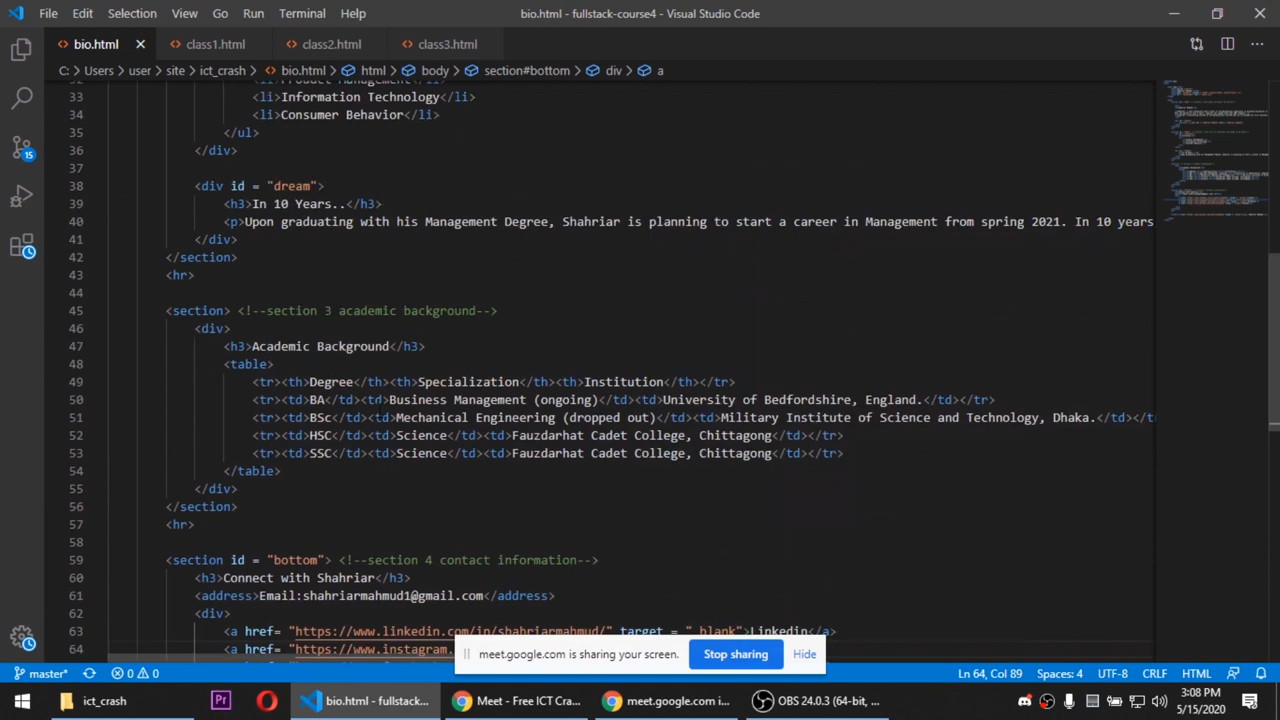 File Edit Selection View Go Run Terminal Help bio.html - fullstack-course4 - Visual Studio Code
bio.html class1.html class2.html class3.html
C: > Users > user > site > ict_crash > bio.html > html > body > section#bottom > div > a
<li>Product Management</li>
33 <li>Information Technology</li>
34 <li>Consumer Behavior</li>
35 </ul>
36 </div>
37
38 <div id = "dream">
39 <h3>In 10 Years..</h3>
40 <p>Upon graduating with his Management Degree, Shahriar is planning to start a career in Management from spring 2021. In 10 years
41 </div>
42 </section>
43 <hr>
44
45 <section> <!--section 3 academic background-->
46 <div>
47 <h3>Academic Background</h3>
48 <table>
49 <tr><th>Degree</th><th>Specialization</th><th>Institution</th></tr>
50 <tr><td>BA</td><td>Business Management (ongoing)</td><td>University of Bedfordshire, England.</td></tr>
51 <tr><td>BSc</td><td>Mechanical Engineering (dropped out)</td><td>Military Institute of Science and Technology, Dhaka.</td></tr
52 <tr><td>HSC</td><td>Science</td><td>Fauzdarhat Cadet College, Chittagong</td></tr>
53 <tr><td>SSC</td><td>Science</td><td>Fauzdarhat Cadet College, Chittagong</td></tr>
54 </table>
55 </div>
56 </section>
57 <hr>
58
59 <section id = "bottom"> <!--section 4 contact information-->
60 <h3>Connect with Shahriar</h3>
61 <address>Email:shahriarmahmud1@gmail.com</address>
62 <div>
63 <a href= "https://www.linkedin.com/in/shahriarmahmud/" target = "_blank">Linkedin</a>
64 <a href= "https://www.instagram.
15
meet.google.com is sharing your screen. Stop sharing Hide
master* 0 0 Ln 64, Col 89 Spaces: 4 UTF-8 CRLF HTML
ict_crash Pr bio.html - fullstack-c... Meet - Free ICT Cra... meet.google.com i... OBS 24.0.3 (64-bit, ... 3:08 PM
5/15/2020